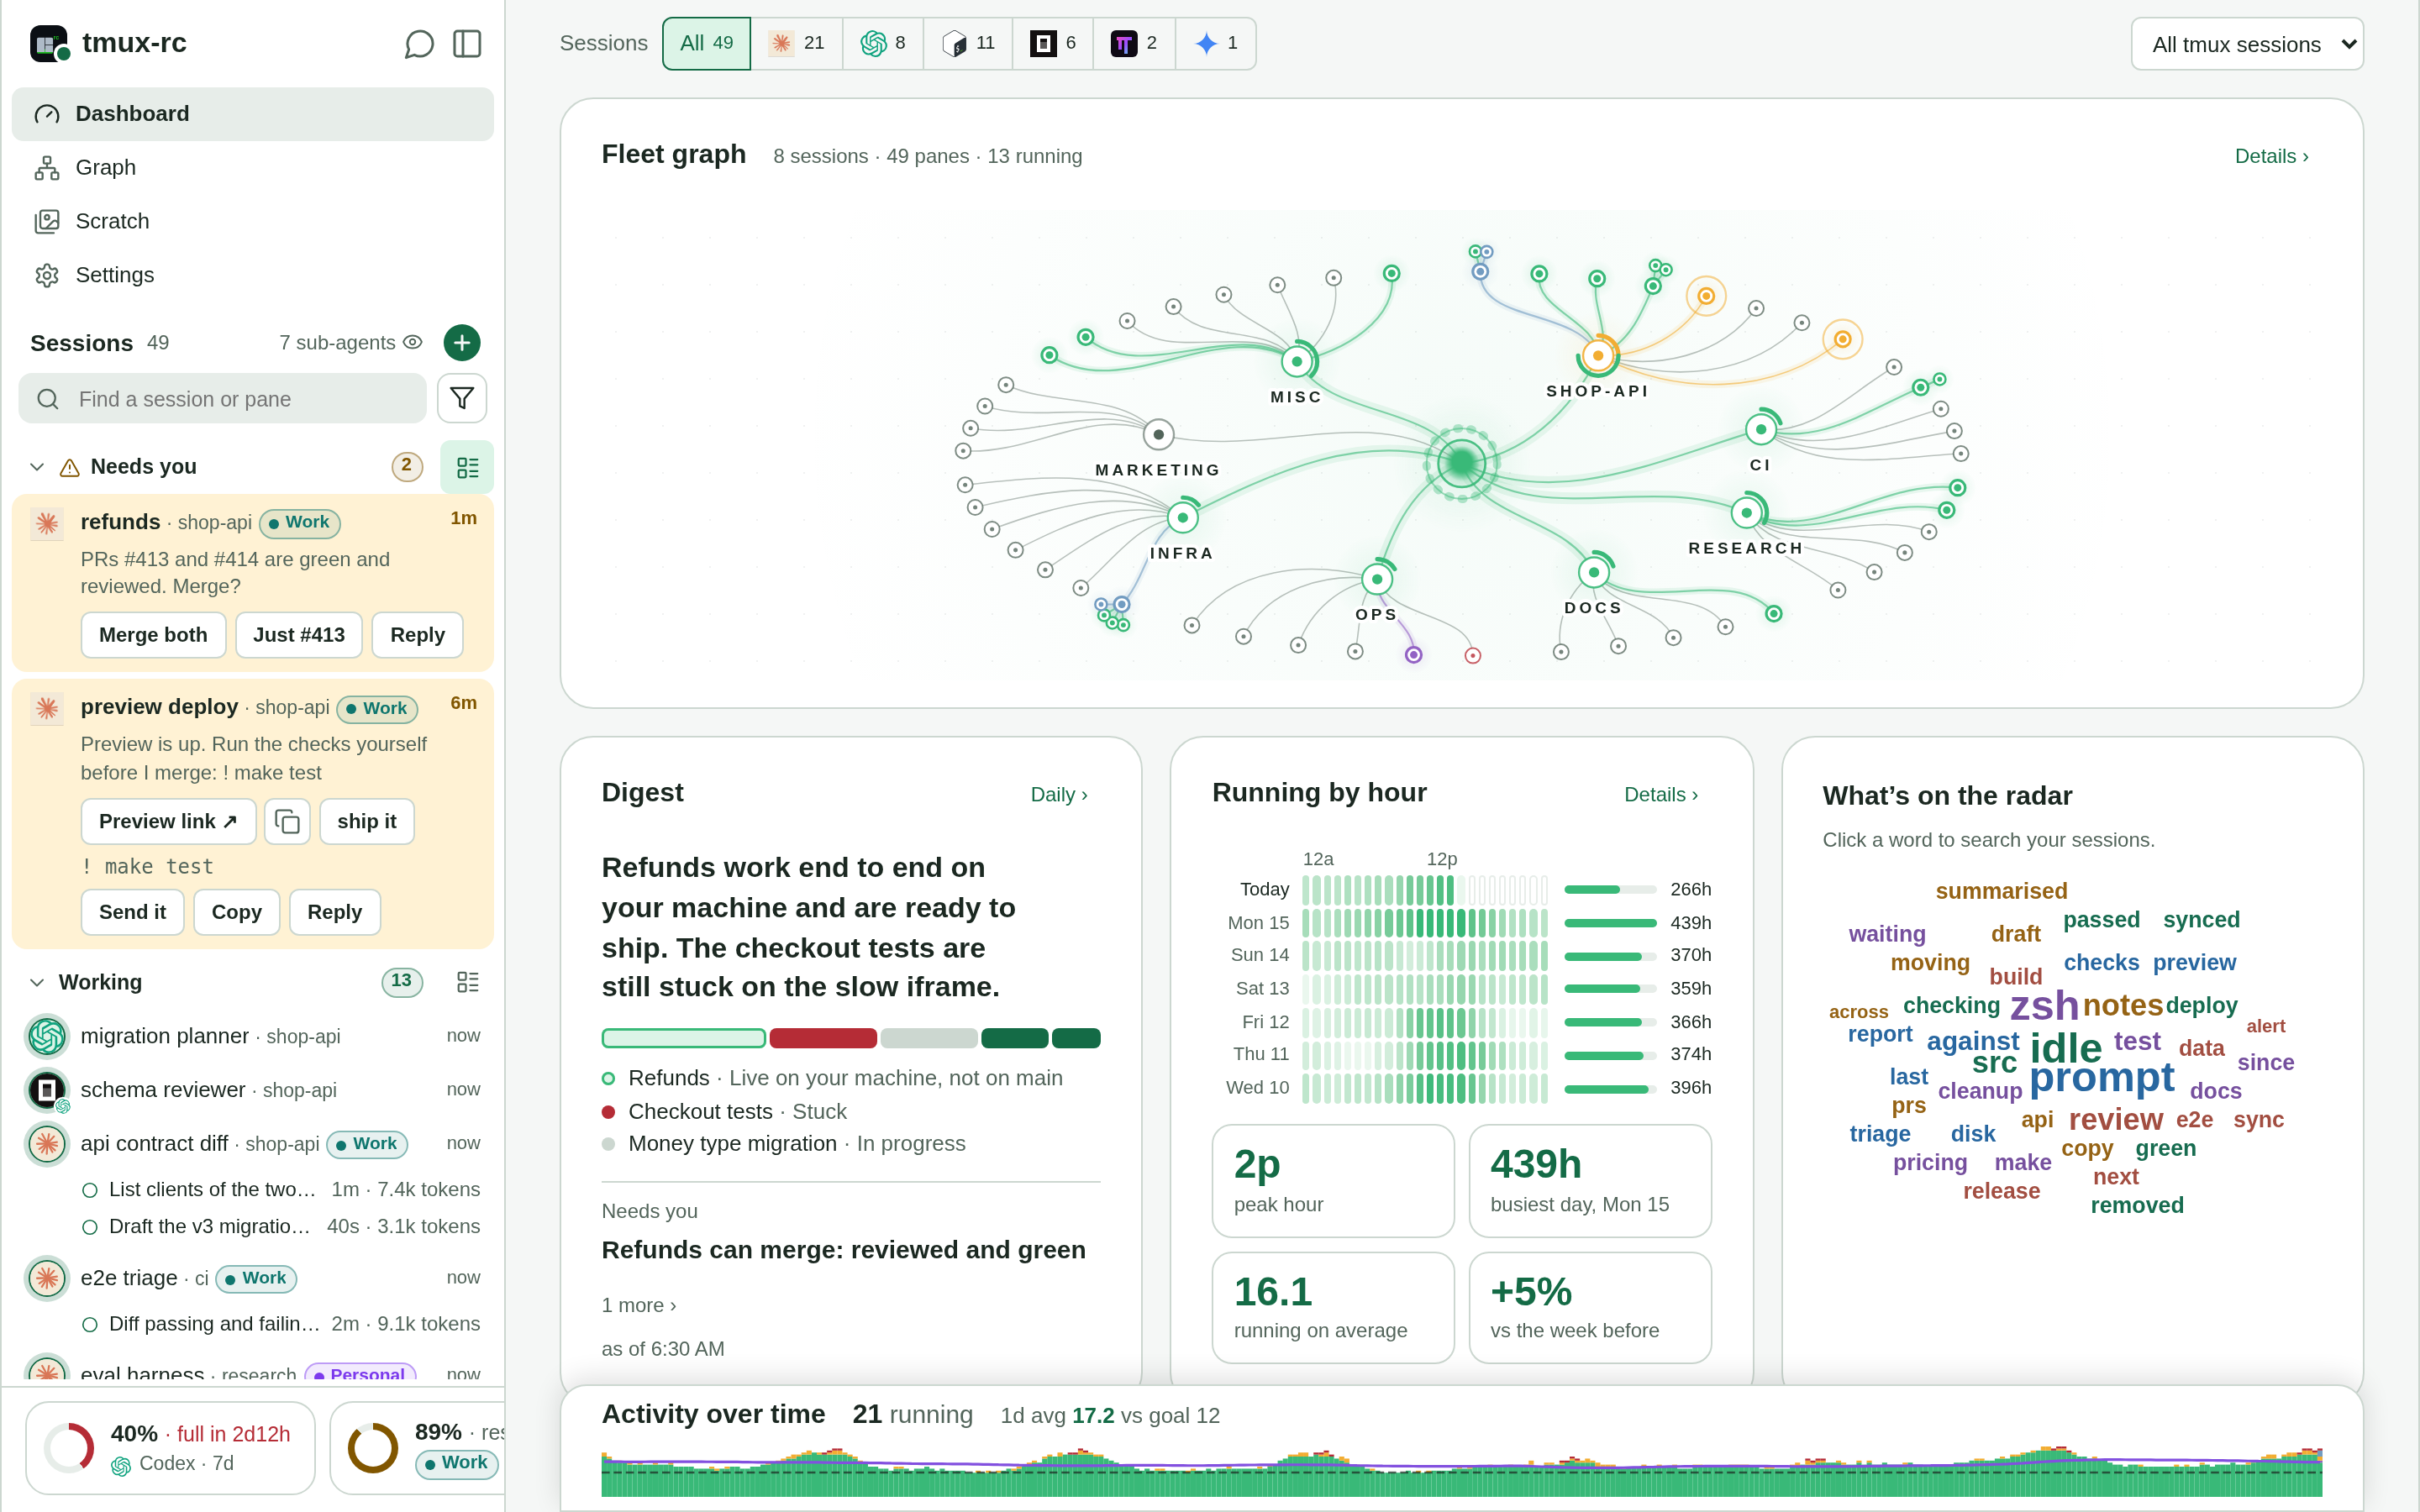 tmux-rc
Dashboard
Graph
Scratch
Settings
Sessions 49 7 sub-agents
Find a session or pane
Needs you 2
refunds · shop-api Work 1m
PRs #413 and #414 are green and
reviewed. Merge?
Merge both Just #413 Reply
preview deploy · shop-api Work 6m
Preview is up. Run the checks yourself
before I merge: ! make test
Preview link ↗ ship it
! make test
Send it Copy Reply
Working 13
migration planner · shop-api now
schema reviewer · shop-api now
api contract diff · shop-api Work now
List clients of the two… 1m · 7.4k tokens
Draft the v3 migratio… 40s · 3.1k tokens
e2e triage · ci Work now
Diff passing and failin… 2m · 9.1k tokens
eval harness · research Personal now
40% · full in 2d12h
Codex · 7d
89% · res
Work
Sessions All 49 21 8 11 6 2 1
All tmux sessions
Fleet graph 8 sessions · 49 panes · 13 running Details ›
MISC
SHOP-API
MARKETING
CI
INFRA
RESEARCH
OPS
DOCS
Digest Daily ›
Refunds work end to end on
your machine and are ready to
ship. The checkout tests are
still stuck on the slow iframe.
Refunds · Live on your machine, not on main
Checkout tests · Stuck
Money type migration · In progress
Needs you
Refunds can merge: reviewed and green
1 more ›
as of 6:30 AM
Running by hour Details ›
12a 12p
Today 266h
Mon 15 439h
Sun 14 370h
Sat 13 359h
Fri 12 366h
Thu 11 374h
Wed 10 396h
2p
peak hour
439h
busiest day, Mon 15
16.1
running on average
+5%
vs the week before
What’s on the radar
Click a word to search your sessions.
summarised
waiting draft passed synced
moving build checks preview
across checking zsh notes deploy
report against idle test data alert
src since
last cleanup prompt docs
prs api review e2e sync
triage disk copy green
pricing make next
release removed
Activity over time 21 running 1d avg 17.2 vs goal 12